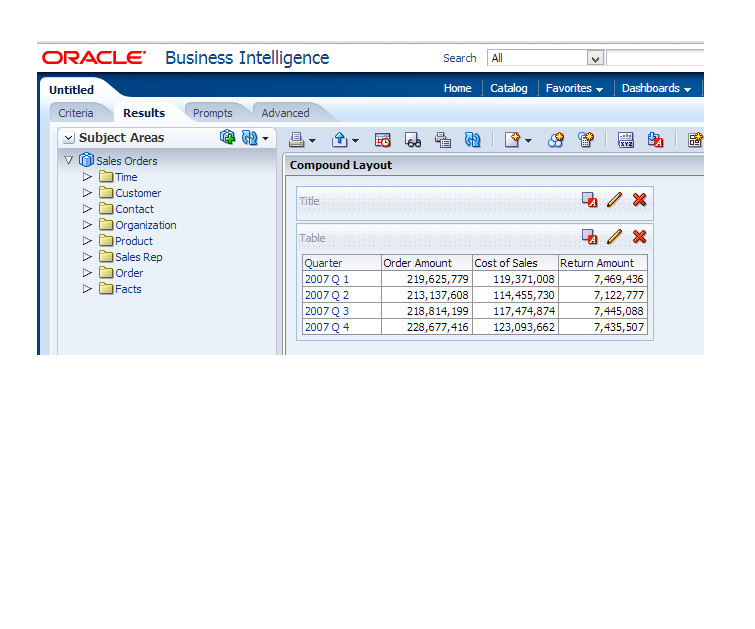 ORACLE Business Intelligence Search All
Untitled Home Catalog Favorites Dashboards
Criteria Results Prompts Advanced
Subject Areas
Compound Layout
Sales Orders
Time
Customer
Contact
Organization
Product
Sales Rep
Order
Facts
Title
Table
Quarter Order Amount Cost of Sales Return Amount
2007 Q 1 219,625,779 119,371,008 7,469,436
2007 Q 2 213,137,608 114,455,730 7,122,777
2007 Q 3 218,814,199 117,474,874 7,445,088
2007 Q 4 228,677,416 123,093,662 7,435,507